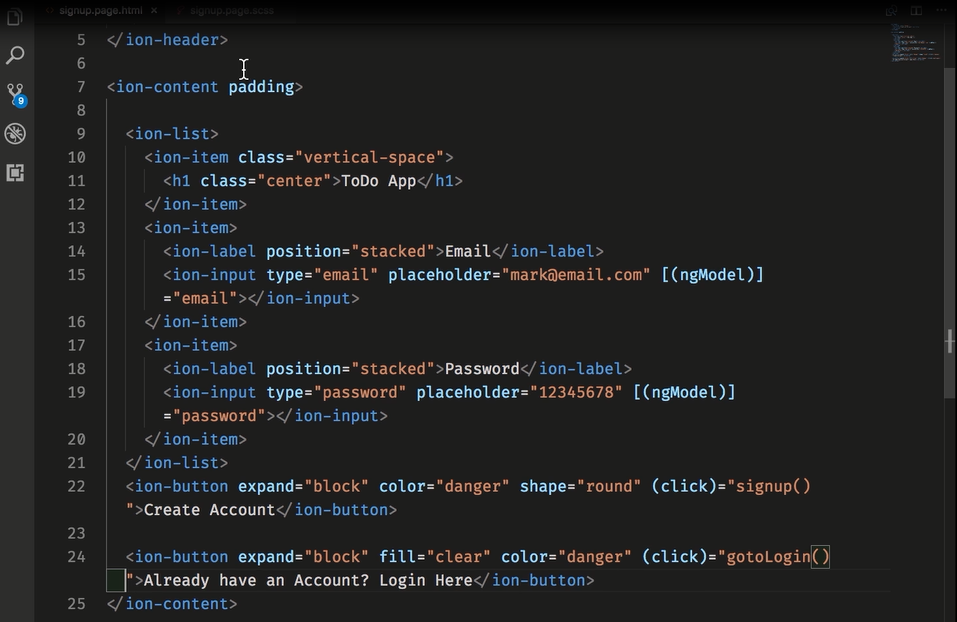 signup.page.html × signup.page.scss
5 </ion-header>
6
7 <ion-content padding>
8
9 <ion-list>
10 <ion-item class="vertical-space">
11 <h1 class="center">ToDo App</h1>
12 </ion-item>
13 <ion-item>
14 <ion-label position="stacked">Email</ion-label>
15 <ion-input type="email" placeholder="mark@email.com" [(ngModel)]
="email"></ion-input>
16 </ion-item>
17 <ion-item>
18 <ion-label position="stacked">Password</ion-label>
19 <ion-input type="password" placeholder="12345678" [(ngModel)]
="password"></ion-input>
20 </ion-item>
21 </ion-list>
22 <ion-button expand="block" color="danger" shape="round" (click)="signup()
">Create Account</ion-button>
23
24 <ion-button expand="block" fill="clear" color="danger" (click)="gotoLogin()
">Already have an Account? Login Here</ion-button>
25 </ion-content>
9